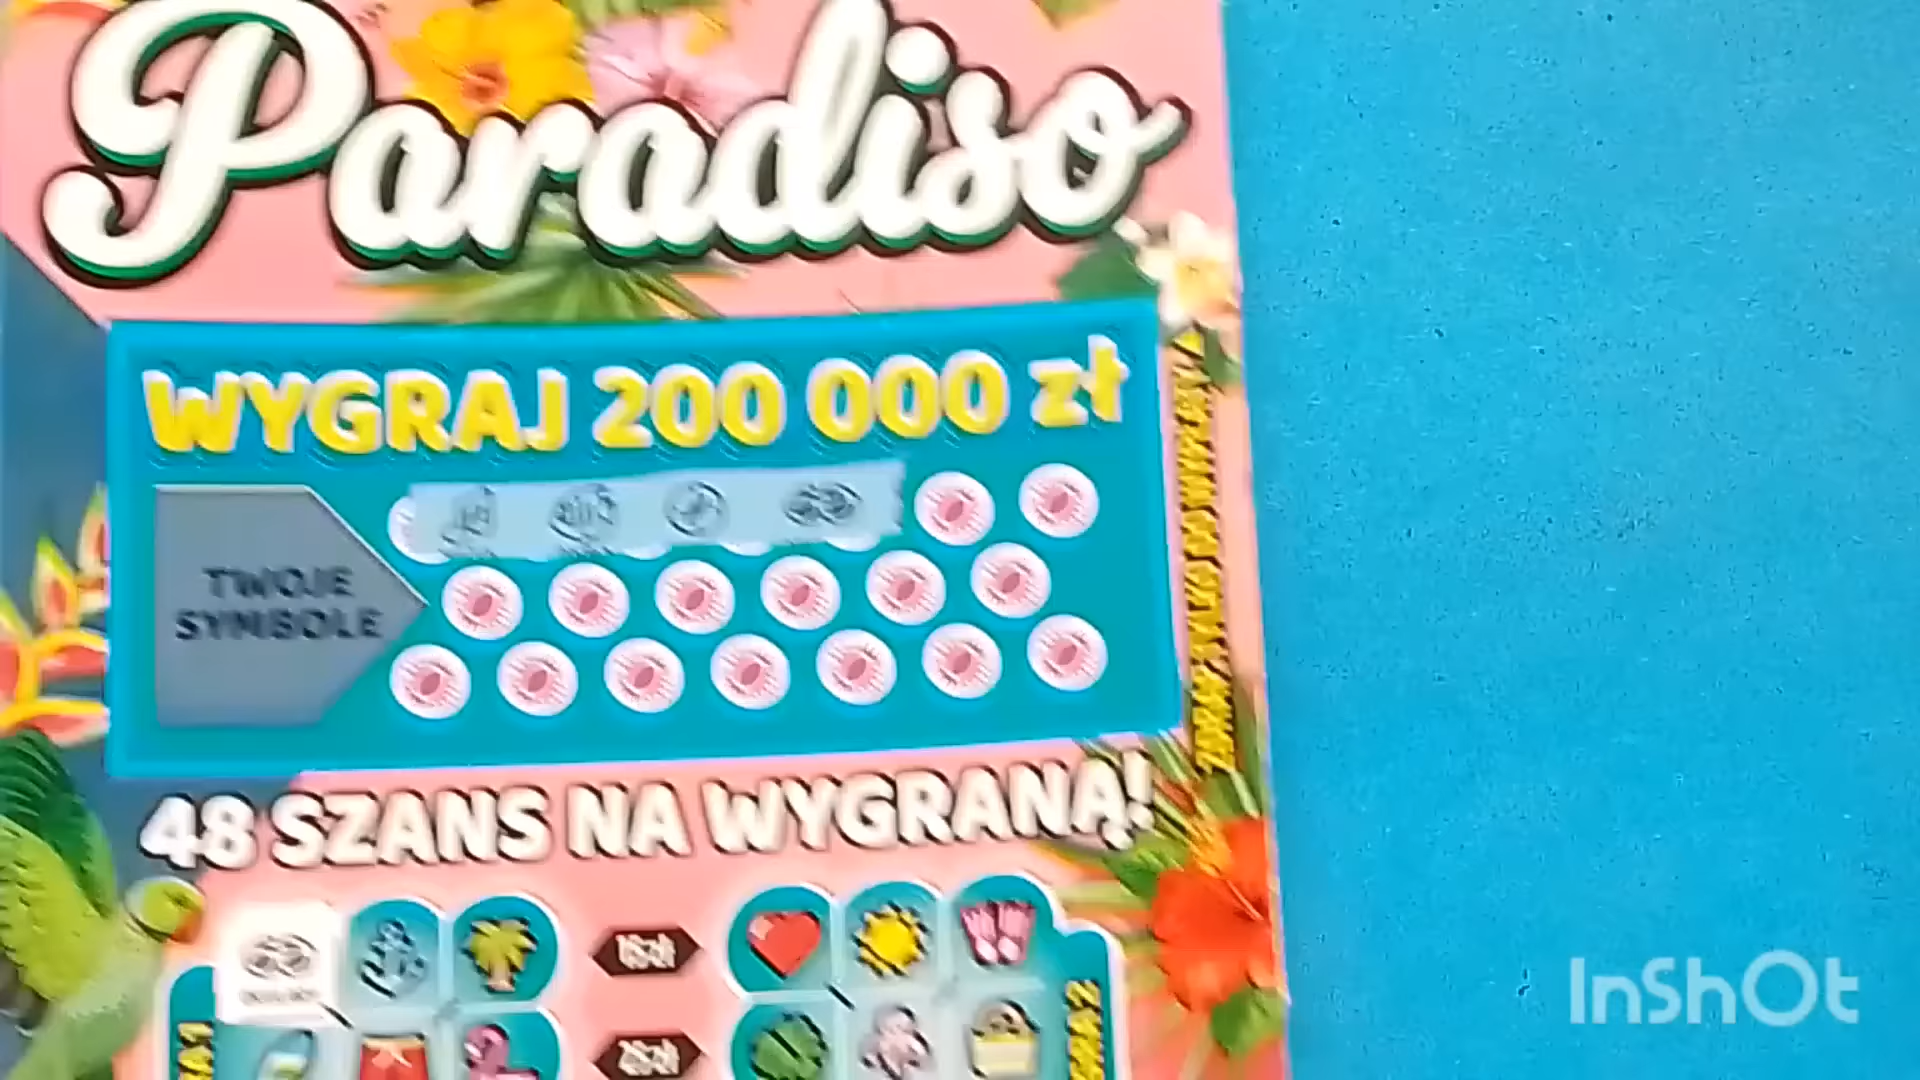 Paradiso
WYGRAJ 200 000 zł
TWOJE
SYMBOLE
48 SZANS NA WYGRANĄ!
InShOt